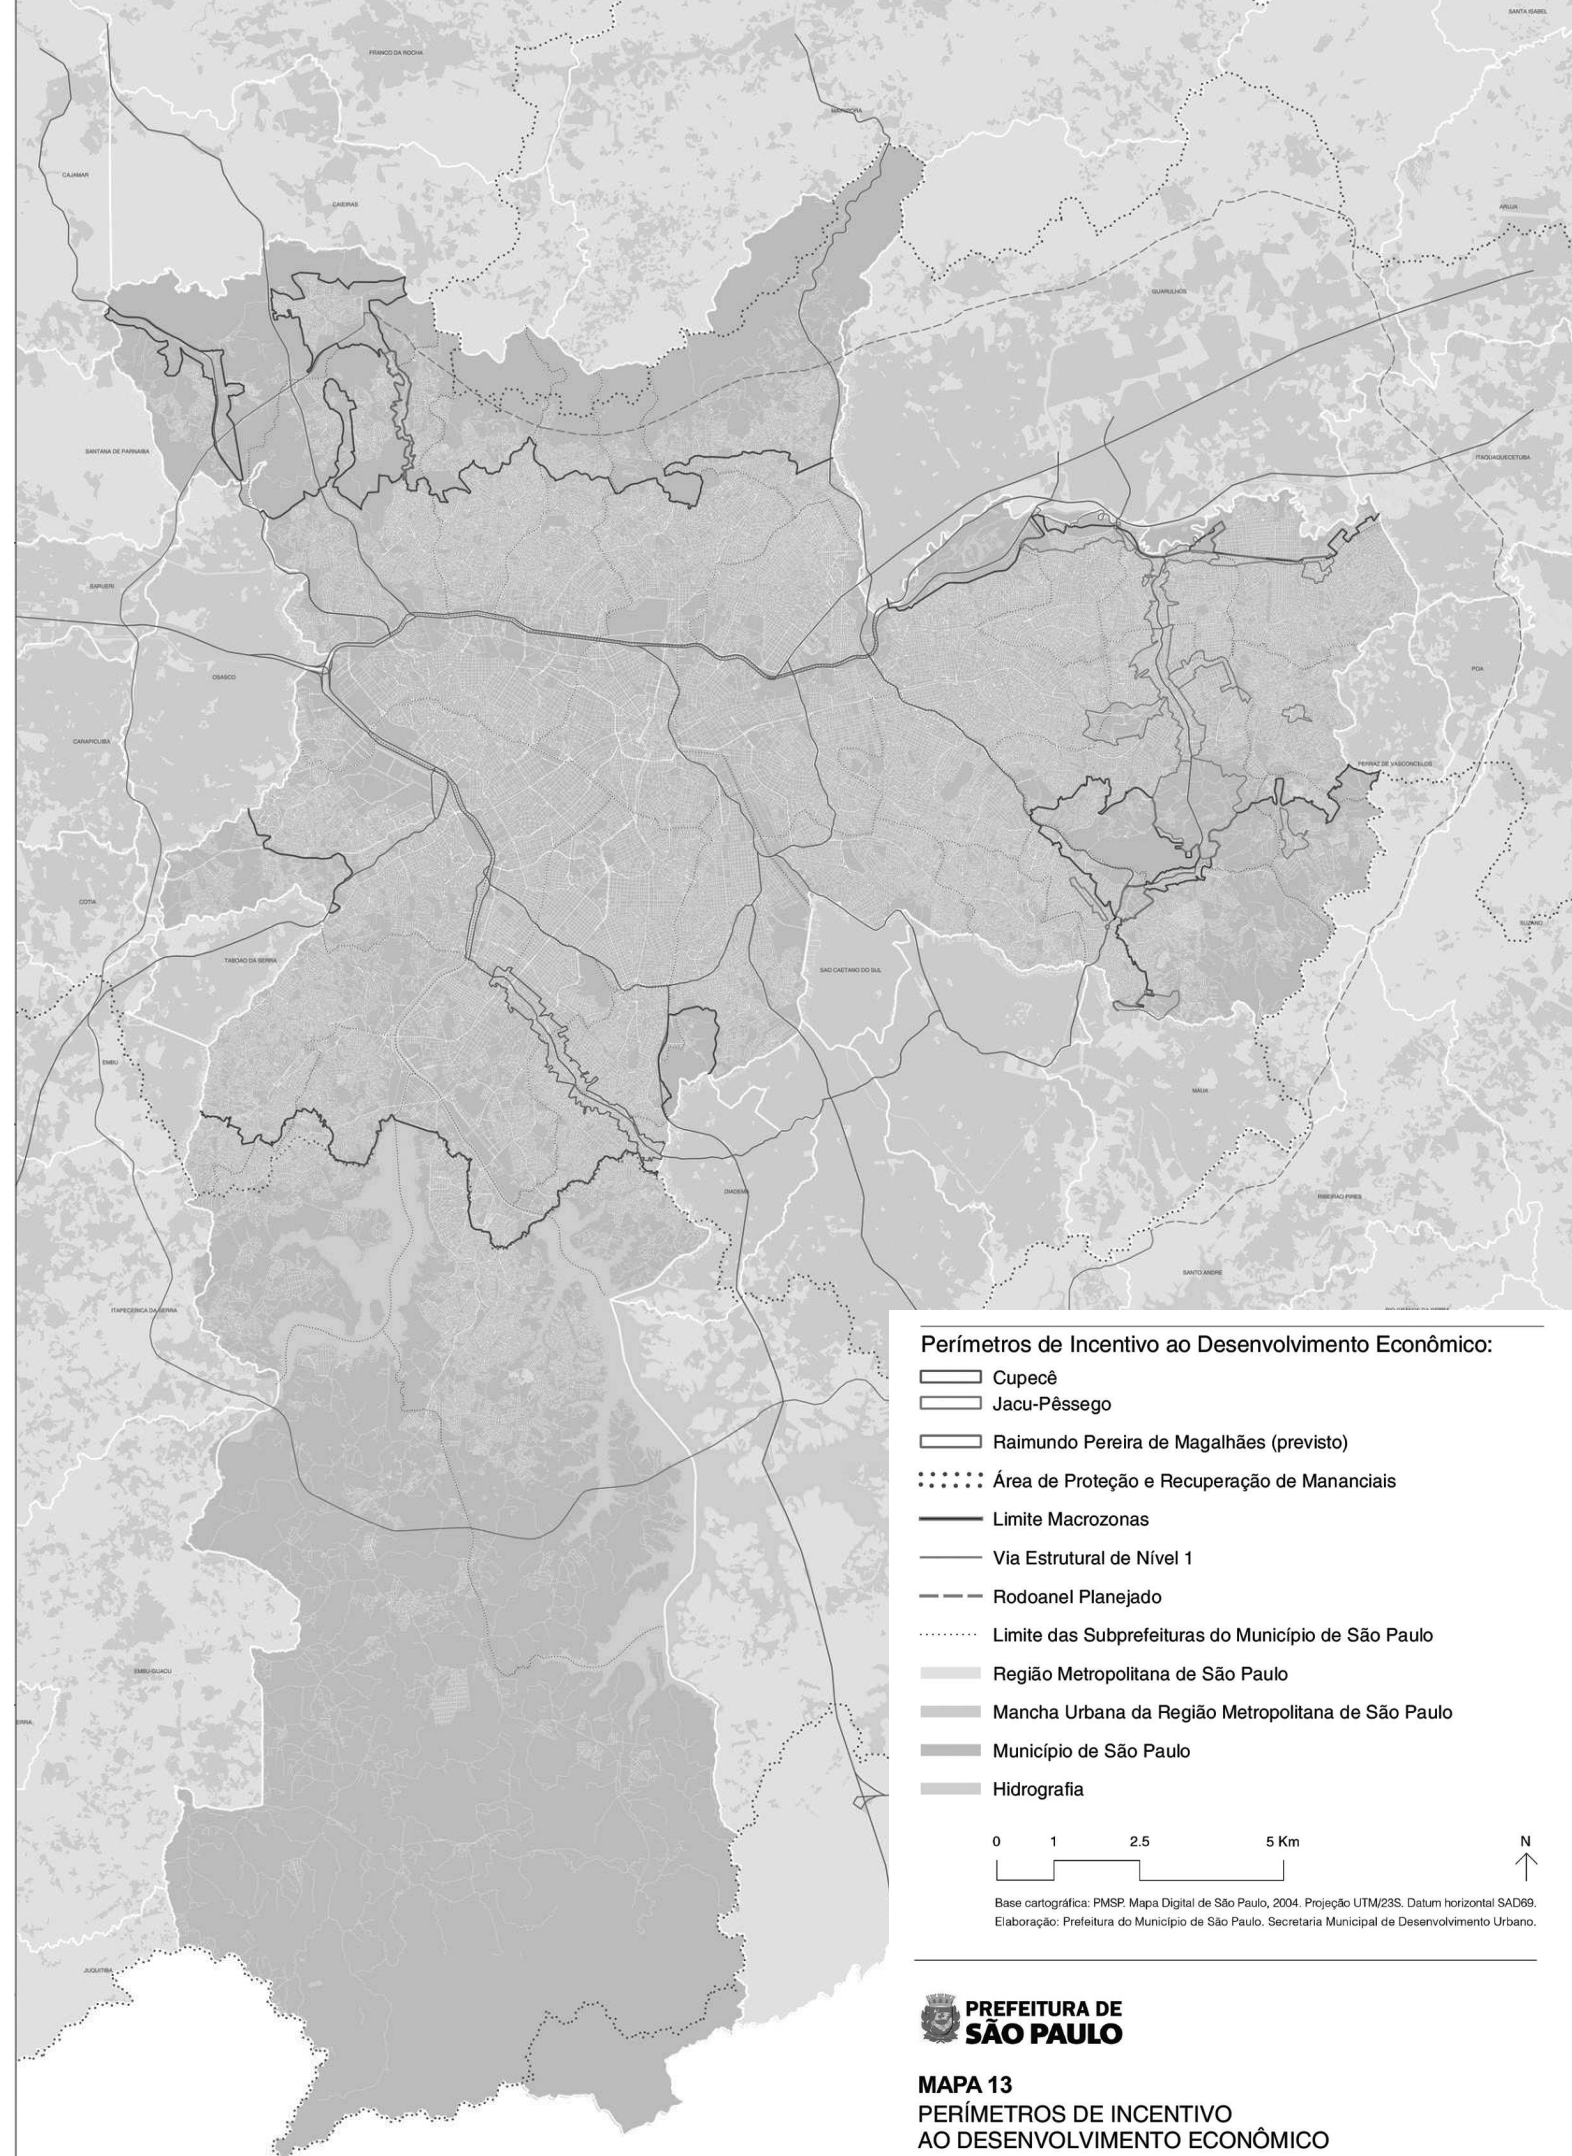 SANTA ISABEL
FRANCO DA ROCHA
MAIRIPORÃ
CAJAMAR
CAIEIRAS
ARUJÁ
GUARULHOS
SANTANA DE PARNAÍBA
ITAQUAQUECETUBA
BARUERI
OSASCO
POÁ
CARAPICUÍBA
FERRAZ DE VASCONCELOS
COTIA
SUZANO
TABOÃO DA SERRA
SÃO CAETANO DO SUL
EMBU
MAUÁ
DIADEMA
RIBEIRÃO PIRES
SANTO ANDRÉ
ITAPECERICA DA SERRA
Perímetros de Incentivo ao Desenvolvimento Econômico:
Cupecê
Jacu-Pêssego
Raimundo Pereira de Magalhães (previsto)
Área de Proteção e Recuperação de Mananciais
Limite Macrozonas
Via Estrutural de Nível 1
Rodoanel Planejado
Limite das Subprefeituras do Município de São Paulo
EMBU-GUAÇU
Região Metropolitana de São Paulo
ERRA
Mancha Urbana da Região Metropolitana de São Paulo
Município de São Paulo
Hidrografia
0 1 2.5 5 Km N
Base cartográfica: PMSP. Mapa Digital de São Paulo, 2004. Projeção UTM/23S. Datum horizontal SAD69.
Elaboração: Prefeitura do Município de São Paulo. Secretaria Municipal de Desenvolvimento Urbano.
JUQUITIBA
PREFEITURA DE
SÃO PAULO
MAPA 13
PERÍMETROS DE INCENTIVO
AO DESENVOLVIMENTO ECONÔMICO